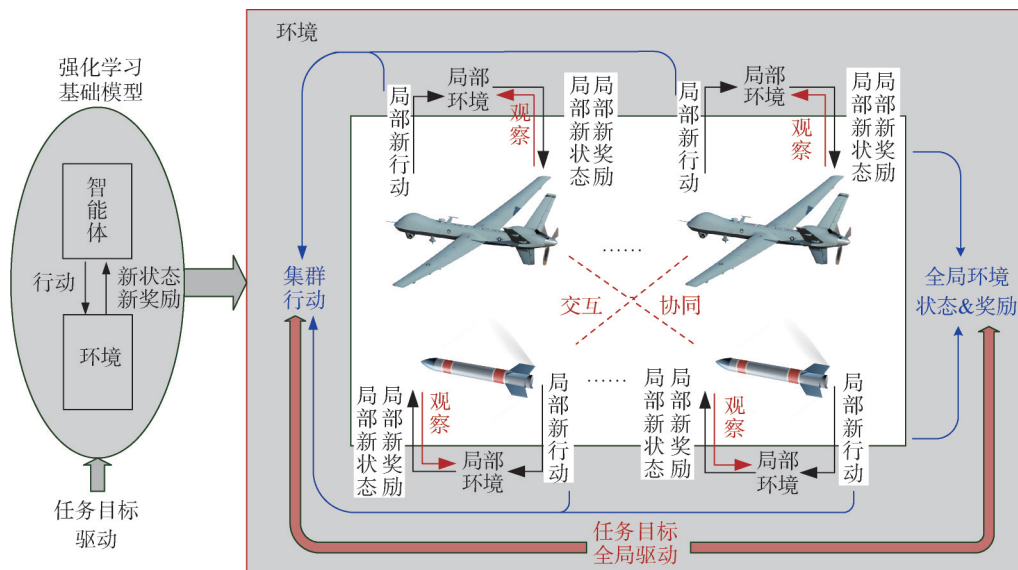 强化学习
基础模型
智能体
行动
新状态
新奖励
环境
任务目标
驱动
环境
局部新行动
局部
环境
观察
局部新状态
局部新奖励
局部新行动
局部
环境
观察
局部新状态
局部新奖励
......
集群
行动
交互
协同
全局环境
状态&奖励
......
局部新状态
局部新奖励
观察
局部
环境
局部新行动
局部新状态
局部新奖励
观察
局部
环境
局部新行动
任务目标
全局驱动